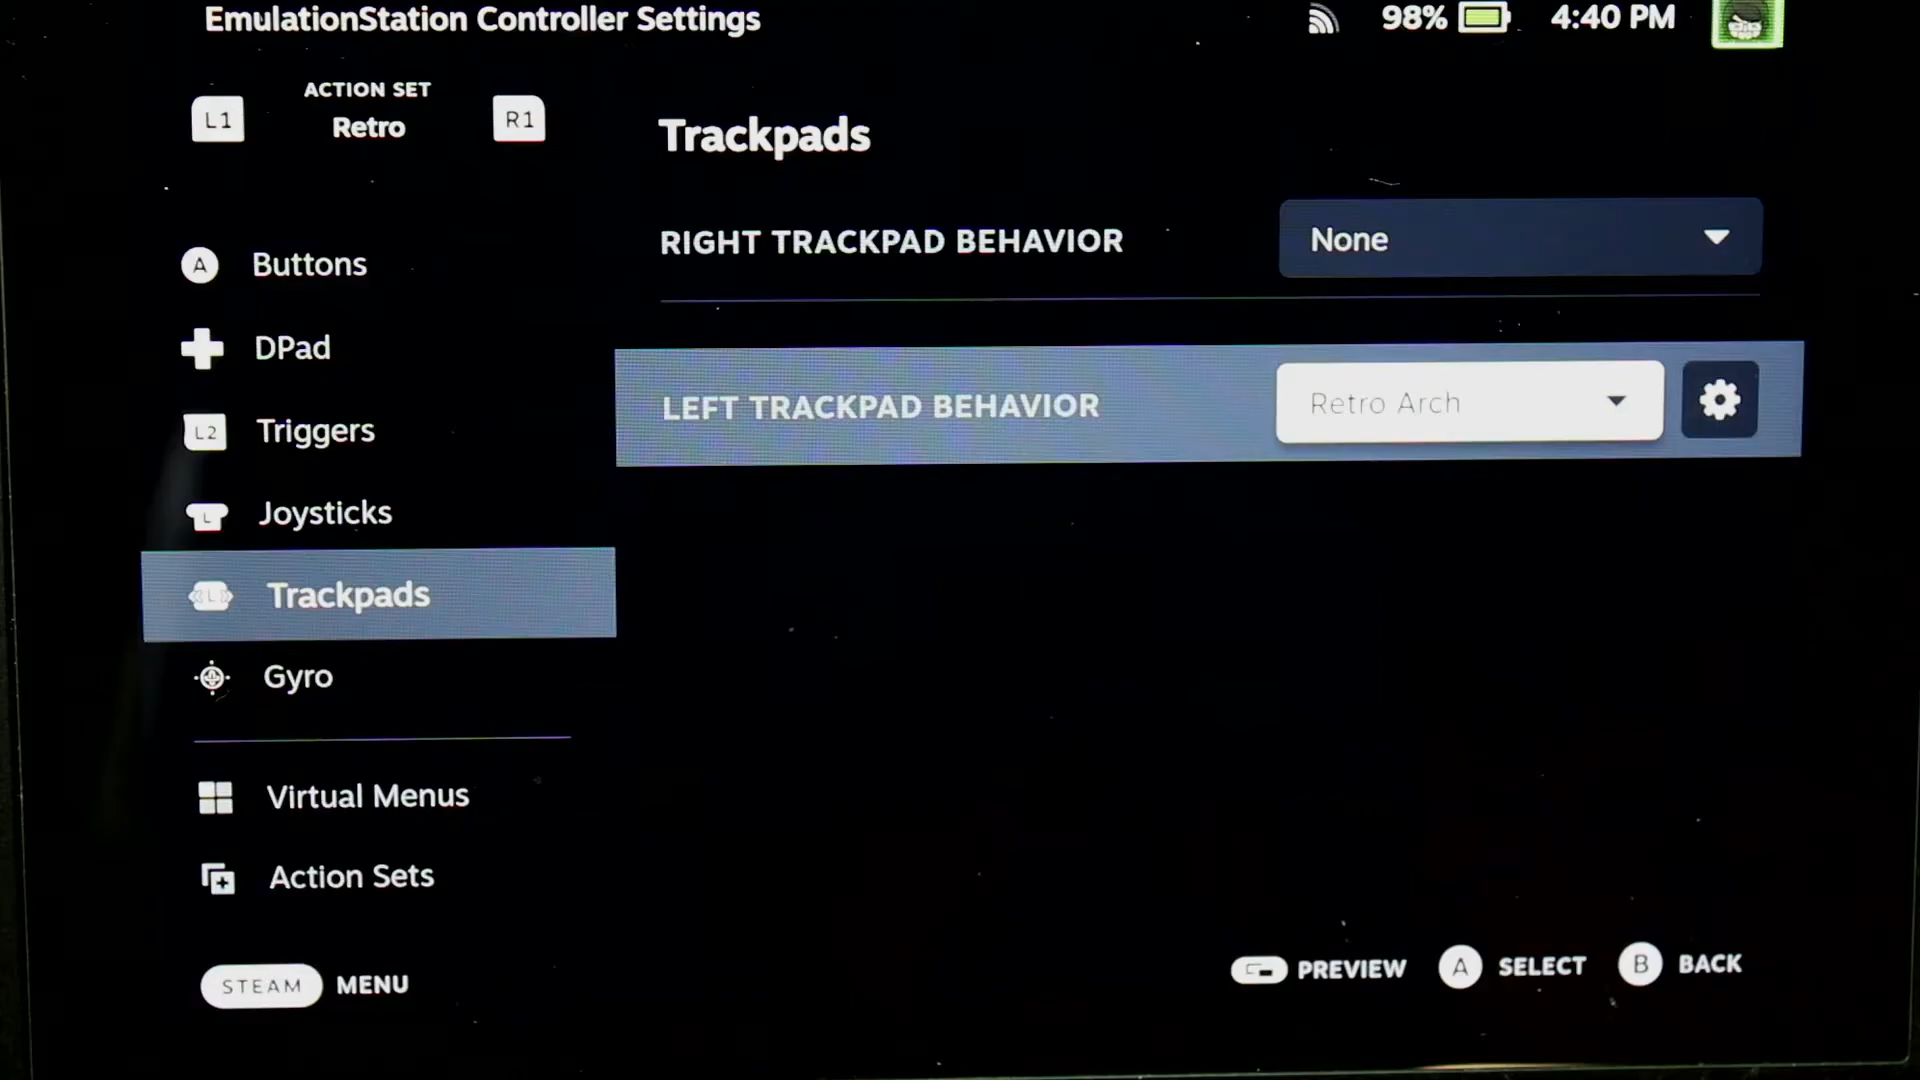 EmulationStation Controller Settings
98%
4:40 PM
L1
ACTION SET
Retro
R1
Trackpads
RIGHT TRACKPAD BEHAVIOR
None
LEFT TRACKPAD BEHAVIOR
Retro Arch
A
Buttons
DPad
L2
Triggers
L
Joysticks
L
Trackpads
Gyro
Virtual Menus
Action Sets
STEAM
MENU
PREVIEW
A
SELECT
B
BACK